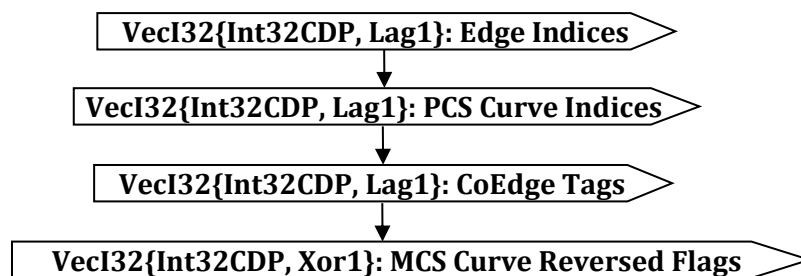 VecI32{Int32CDP, Lag1}: Edge Indices
VecI32{Int32CDP, Lag1}: PCS Curve Indices
VecI32{Int32CDP, Lag1}: CoEdge Tags
VecI32{Int32CDP, Xor1}: MCS Curve Reversed Flags